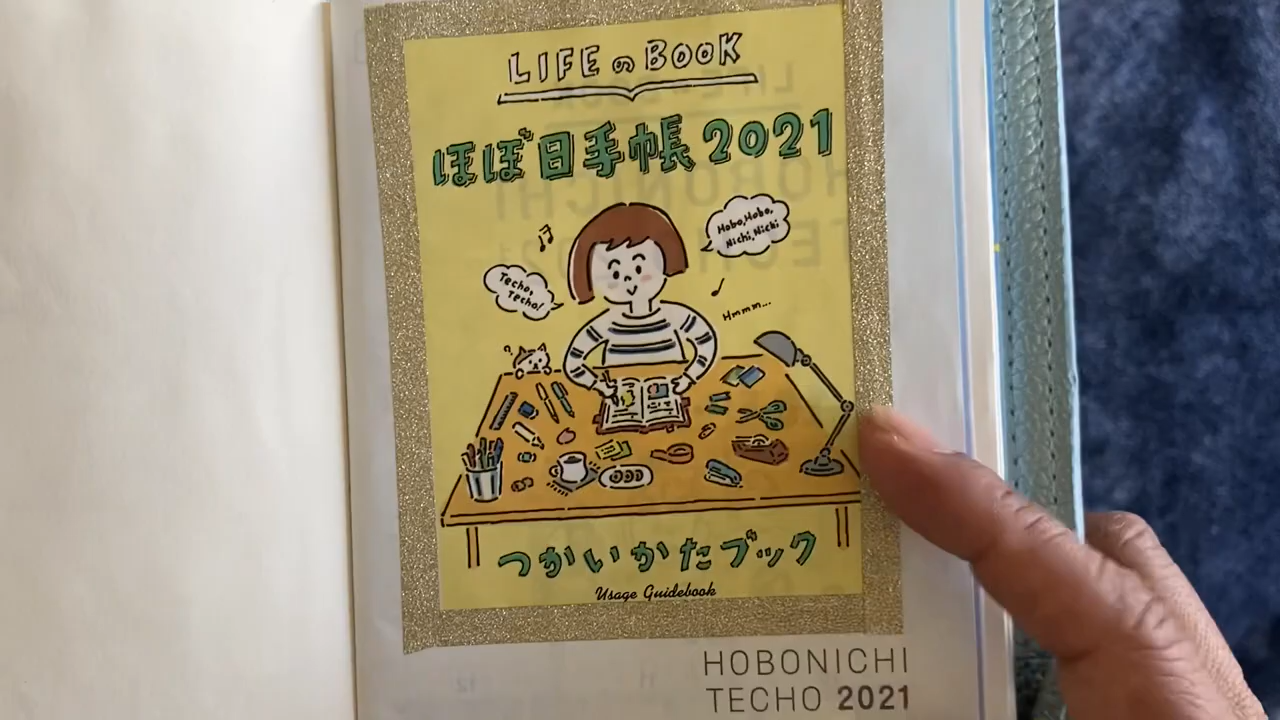 LIFEのBOOK
ほぼ日手帳2021
Hobo, Hobo,
Nichi, Nichi
Techo,
Techo!
Hmmm...
?
つかいかたブック
Usage Guidebook
HOBONICHI
TECHO 2021